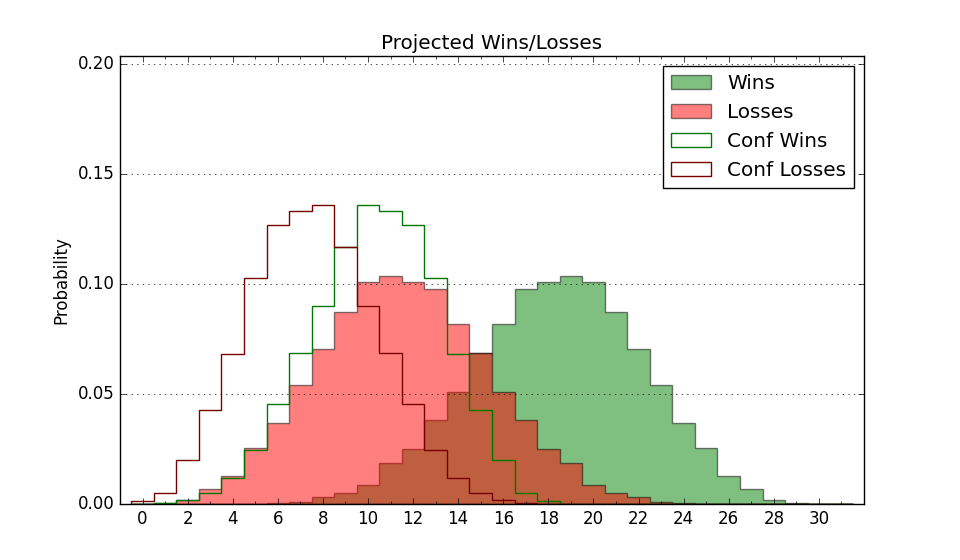 Projected Wins/Losses
0.20
0.15
0.10
0.05
0.00
Probability
Wins
Losses
Conf Wins
Conf Losses
0 2 4 6 8 10 12 14 16 18 20 22 24 26 28 30